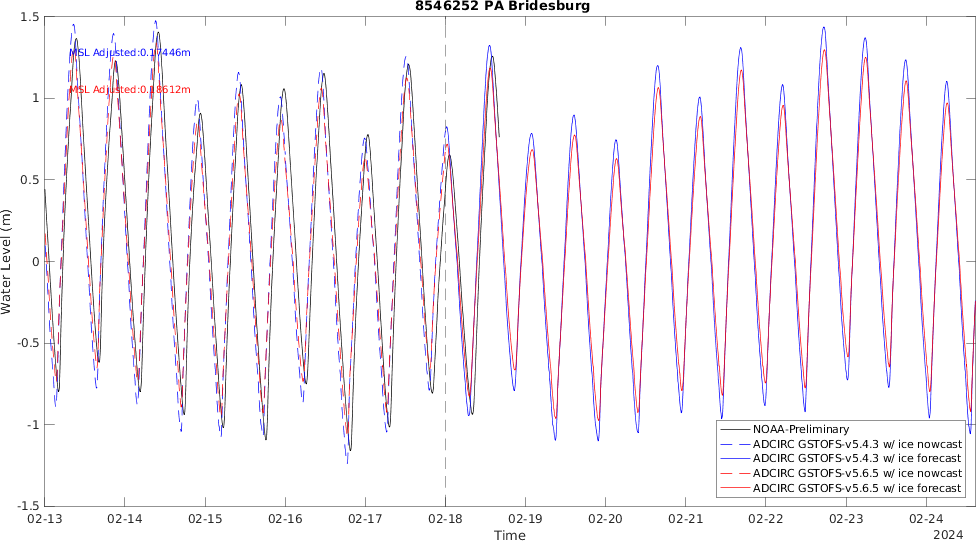 8546252 PA Bridesburg
MSL Adjusted:0.17446m
MSL Adjusted:0.18612m
Water Level (m)
1.5
1
0.5
0
-0.5
-1
-1.5
NOAA-Preliminary
ADCIRC GSTOFS-v5.4.3 w/ ice nowcast
ADCIRC GSTOFS-v5.4.3 w/ ice forecast
ADCIRC GSTOFS-v5.6.5 w/ ice nowcast
ADCIRC GSTOFS-v5.6.5 w/ ice forecast
02-13 02-14 02-15 02-16 02-17 02-18 02-19 02-20 02-21 02-22 02-23 02-24
Time
2024